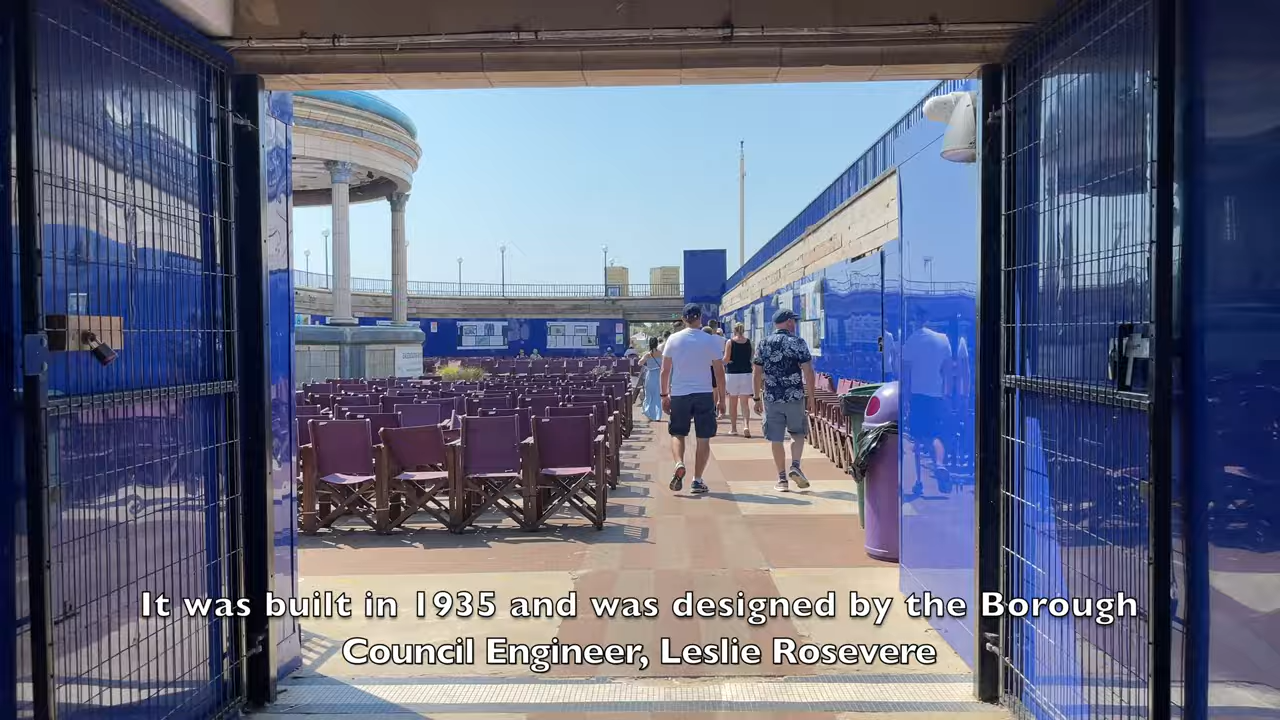 It was built in 1935 and was designed by the Borough
Council Engineer, Leslie Rosevere